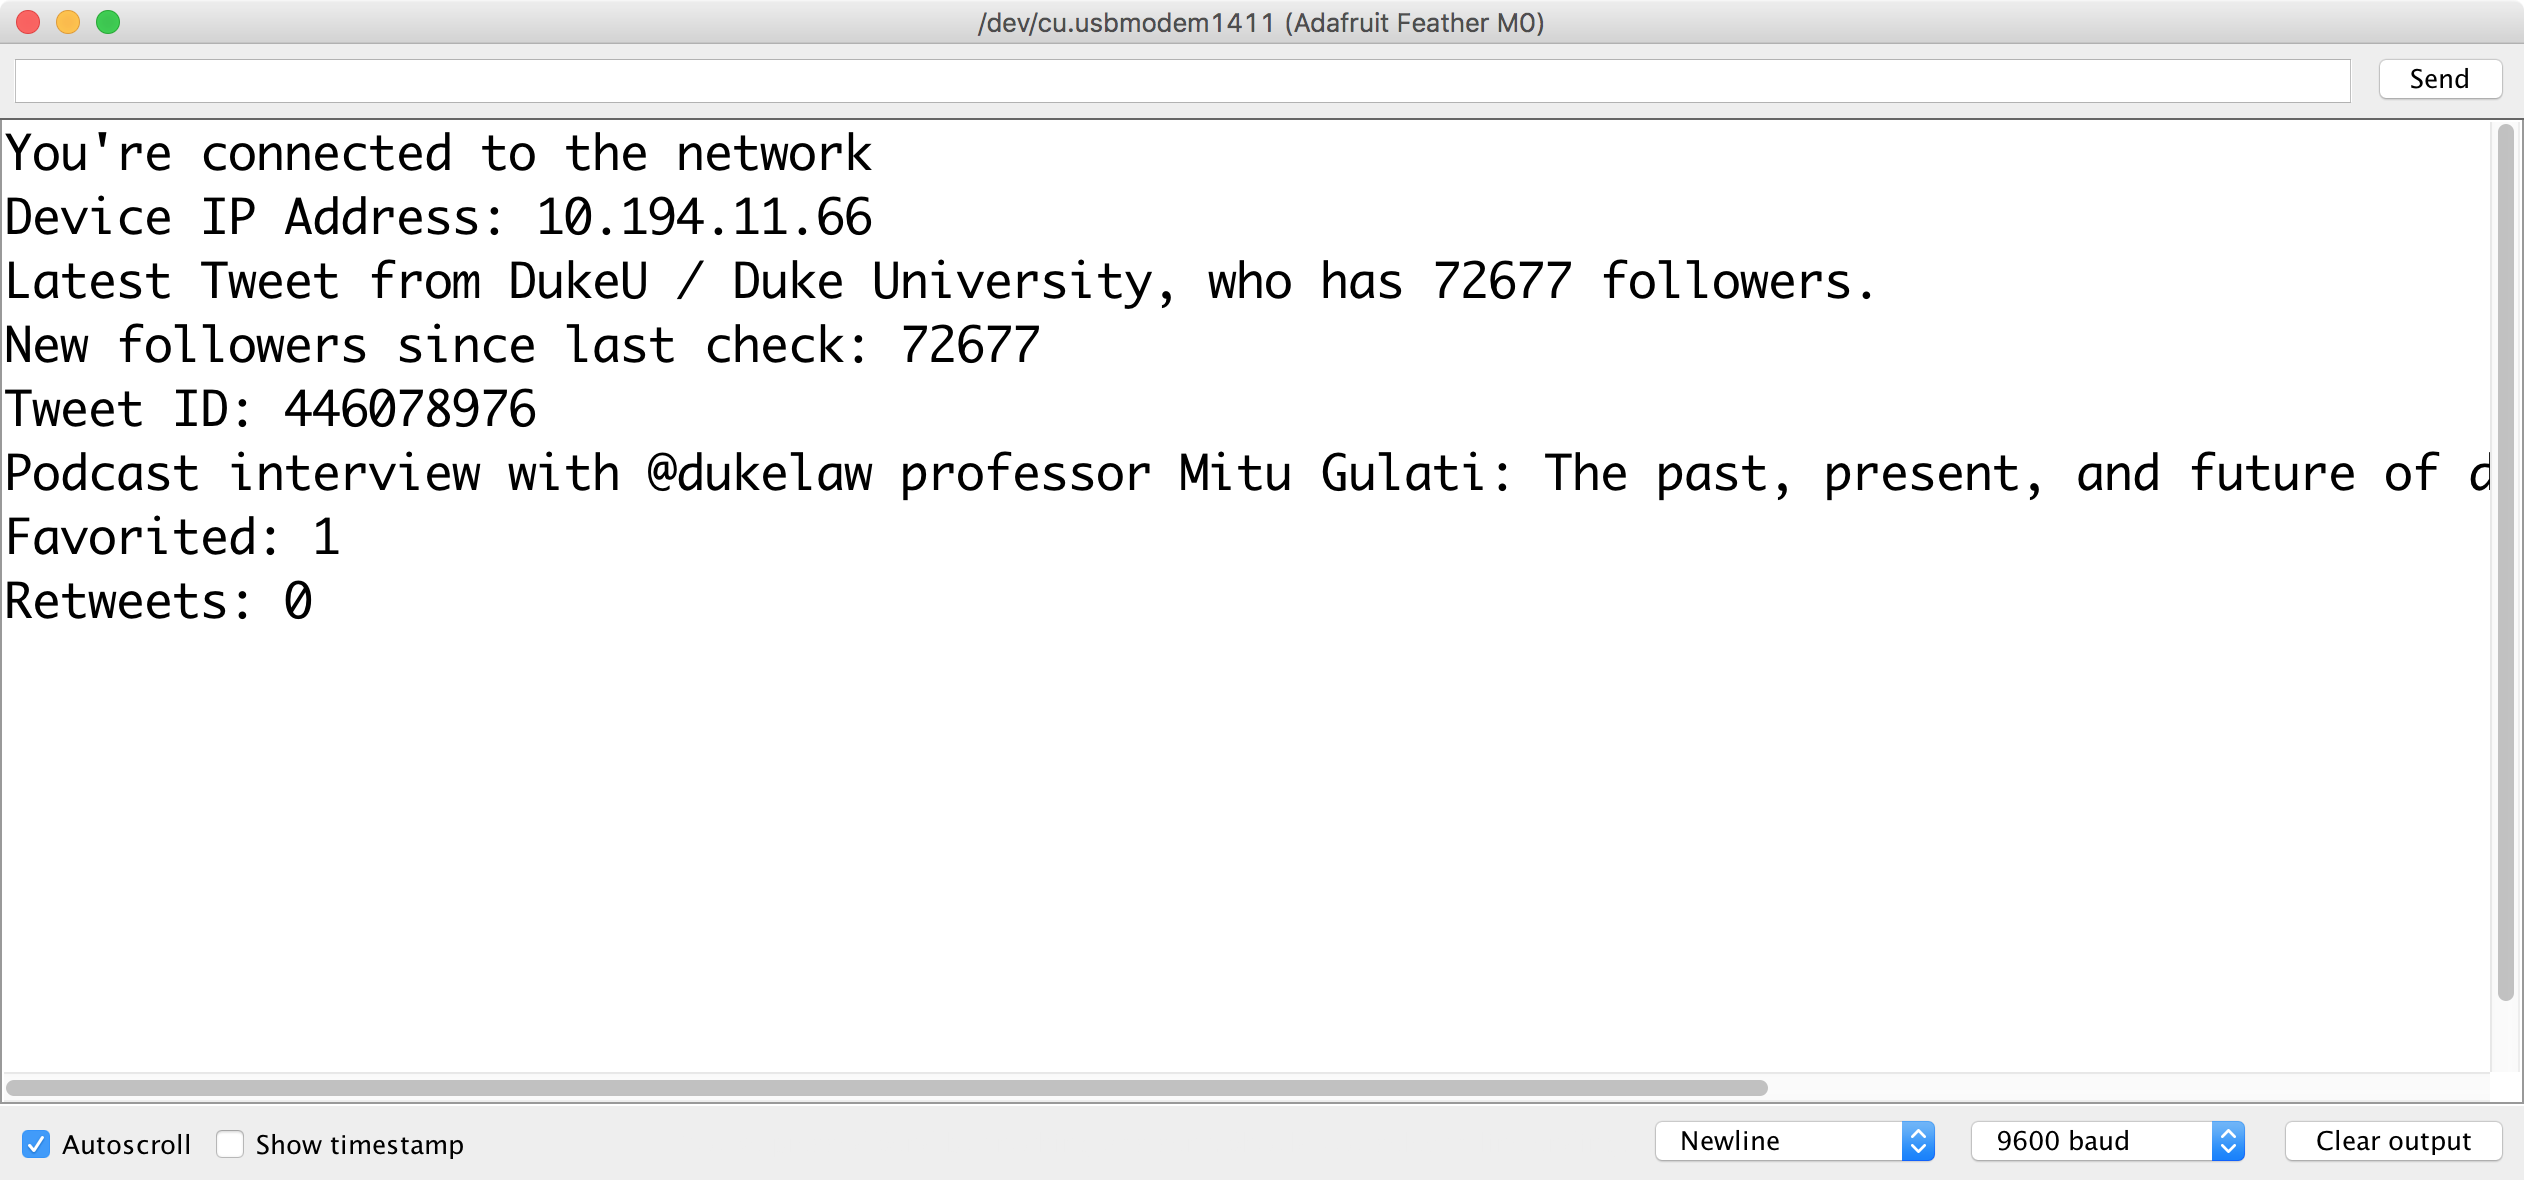 /dev/cu.usbmodem1411 (Adafruit Feather M0)
Send
You're connected to the network
Device IP Address: 10.194.11.66
Latest Tweet from DukeU / Duke University, who has 72677 followers.
New followers since last check: 72677
Tweet ID: 446078976
Podcast interview with @dukelaw professor Mitu Gulati: The past, present, and future of
Favorited: 1
Retweets: 0
Autoscroll Show timestamp Newline 9600 baud Clear output